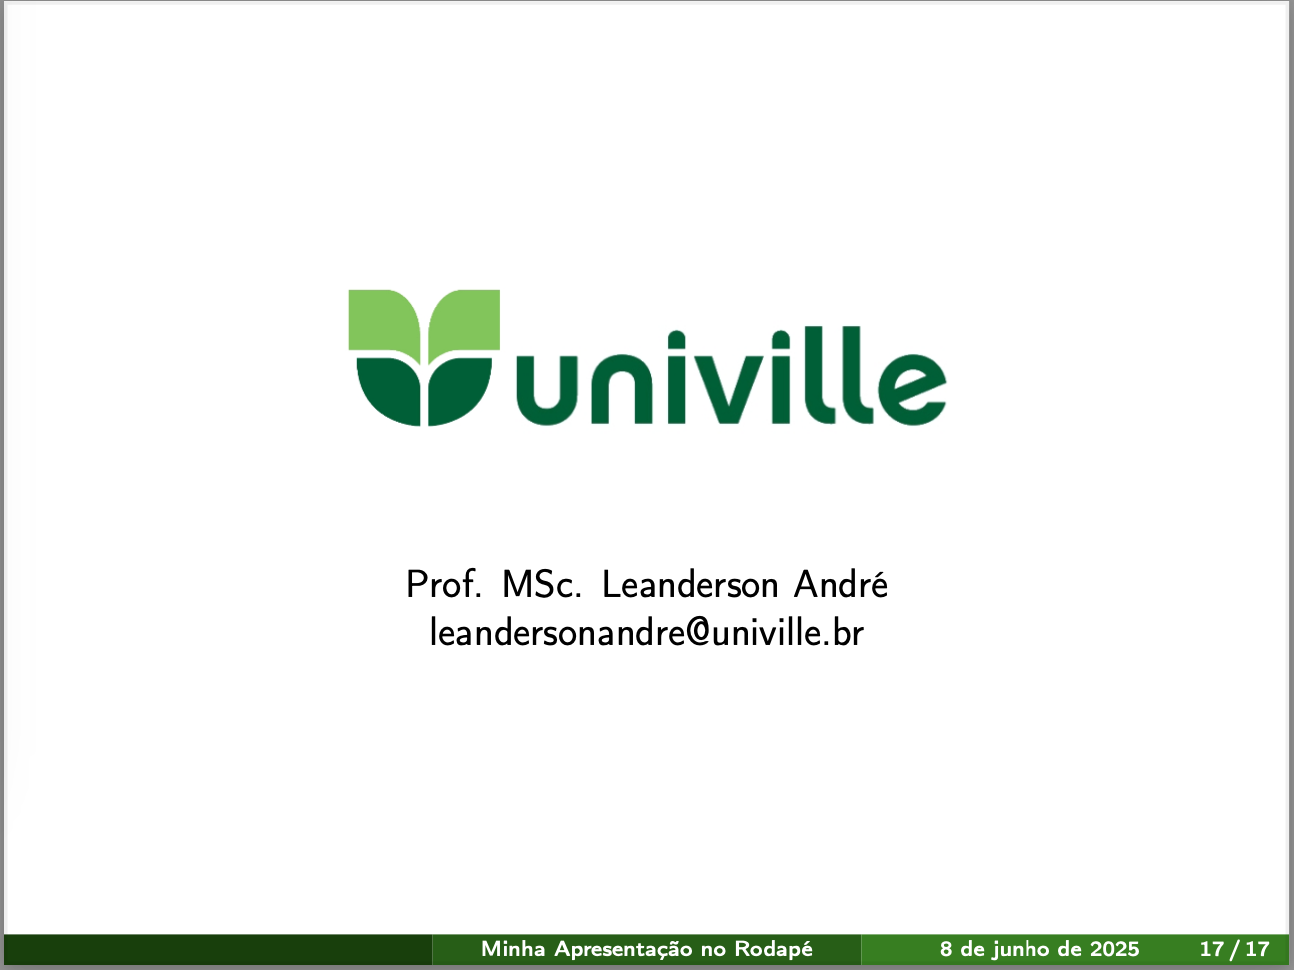 univille
Prof. MSc. Leanderson André
leandersonandre@univille.br
Minha Apresentação no Rodapé 8 de junho de 2025 17 / 17